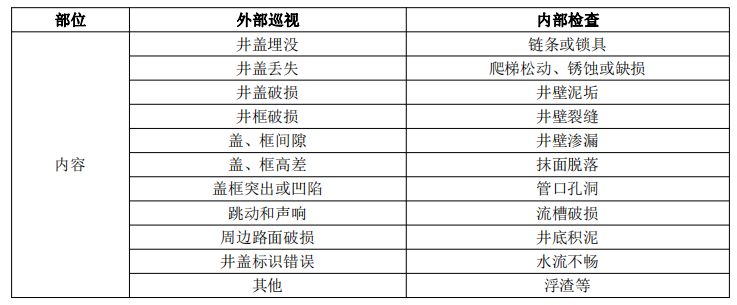 部位 外部巡视 内部检查
井盖埋没 链条或锁具
井盖丢失 爬梯松动、锈蚀或缺损
井盖破损 井壁泥垢
井框破损 井壁裂缝
盖、框间隙 井壁渗漏
内容 盖、框高差 抹面脱落
盖框突出或凹陷 管口孔洞
跳动和声响 流槽破损
周边路面破损 井底积泥
井盖标识错误 水流不畅
其他 浮渣等